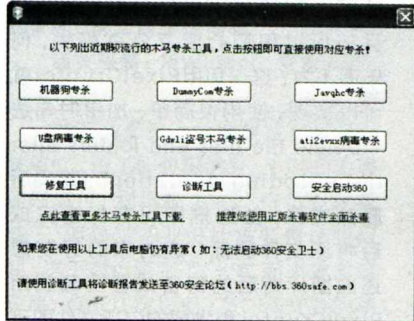 以下列出近期较流行的木马专杀工具，点击按钮即可直接使用对应专杀！
机器狗专杀 DummyCom专杀 Javqhc专杀
U盘病毒专杀 Gdmli盗号木马专杀 ati2evxx病毒专杀
修复工具 诊断工具 安全启动360
点此查看更多木马专杀工具下载 推荐您使用正版杀毒软件全面杀毒
如果您在使用以上工具后电脑仍有异常（如：无法启动360安全卫士）
请使用诊断工具将诊断报告发送至360安全论坛（http://bbs.360safe.com）